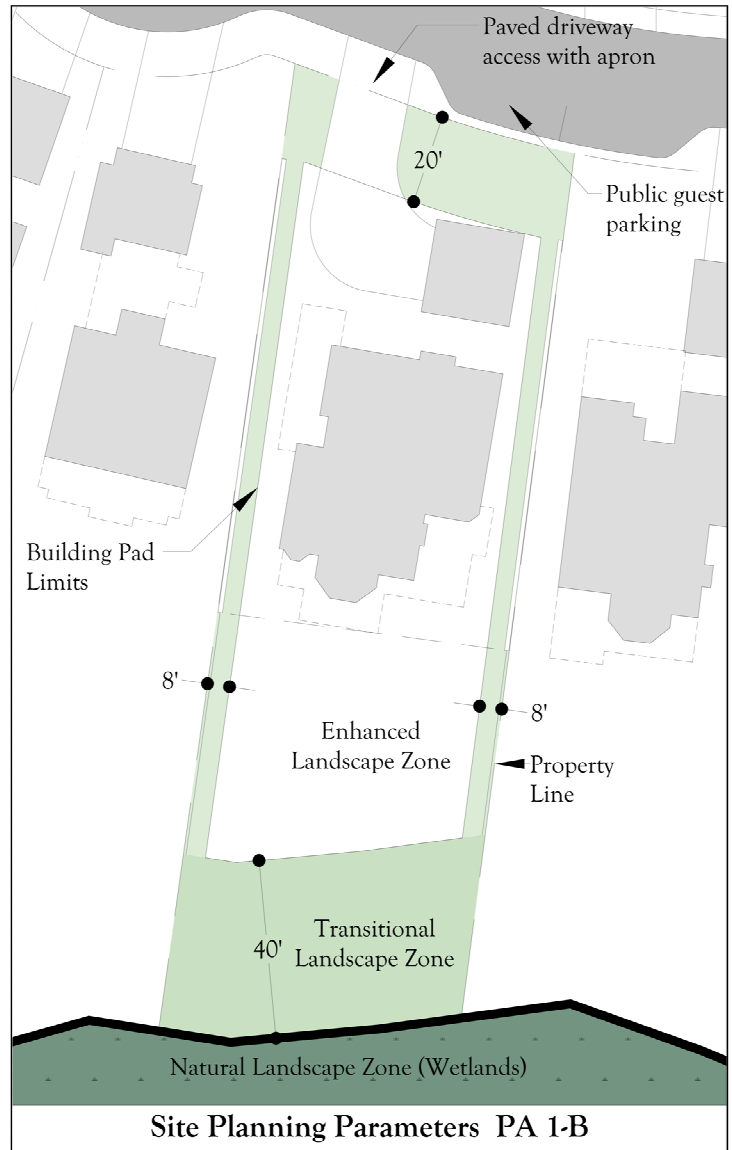 Paved driveway
access with apron
20'
Public guest
parking
Building Pad
Limits
8'
8'
Enhanced
Landscape Zone
Property
Line
Transitional
Landscape Zone
40'
Natural Landscape Zone (Wetlands)
Site Planning Parameters PA 1-B